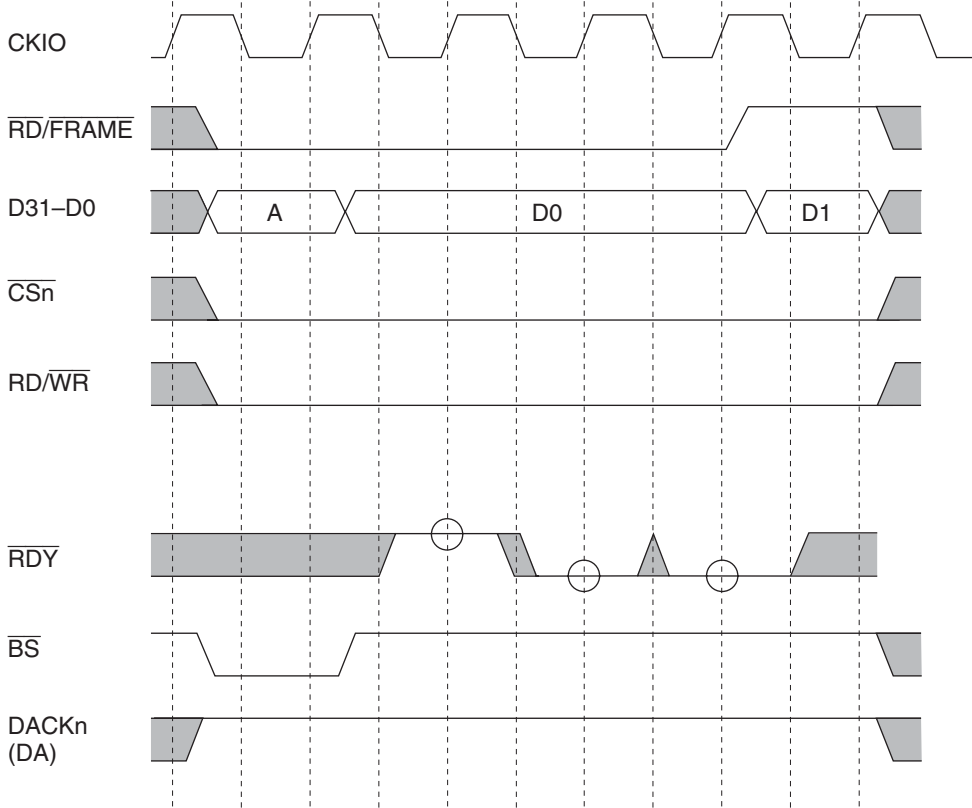 CKIO
RD/FRAME
D31–D0
A
D0
D1
CSn
RD/WR
RDY
BS
DACKn
(DA)